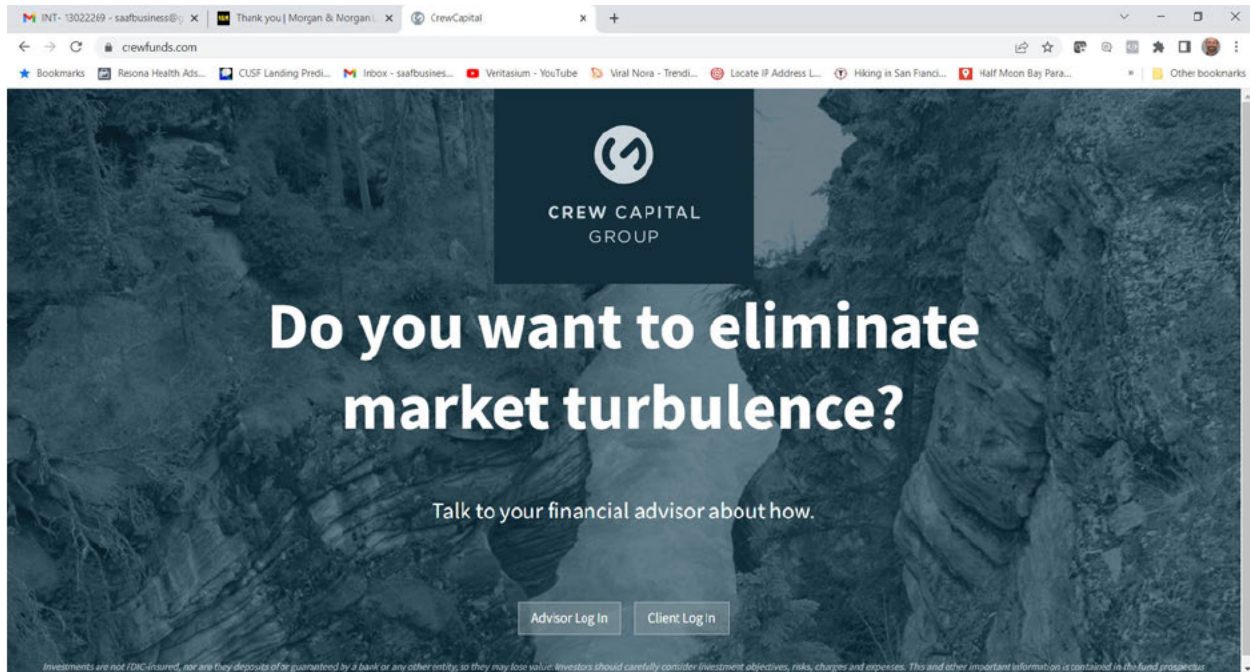 INT- 13022269 - saafbusiness@g
Thank you | Morgan & Morgan L
CrewCapital
crewfunds.com
Bookmarks
Resona Health Ads...
CUSF Landing Predi...
Inbox - saafbusines...
Veritasium - YouTube
Viral Nora - Trendi...
Locate IP Address L...
Hiking in San Franci...
Half Moon Bay Para...
»
Other bookmarks
CREW CAPITAL
GROUP
Do you want to eliminate
market turbulence?
Talk to your financial advisor about how.
Advisor Log In
Client Log In
Investments are not FDIC-insured, nor are they deposits of or guaranteed by a bank or any other entity, so they may lose value. Investors should carefully consider investment objectives, risks, charges and expenses. This and other important information is contained in the fund prospectus